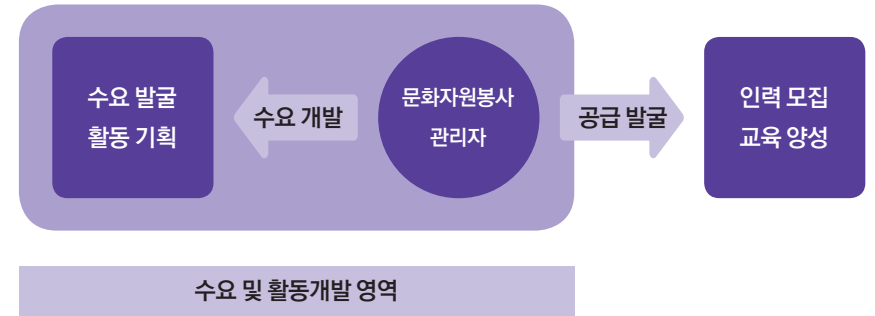 수요 발굴
활동 기획
수요 개발
문화자원봉사
관리자
공급 발굴
인력 모집
교육 양성
수요 및 활동개발 영역